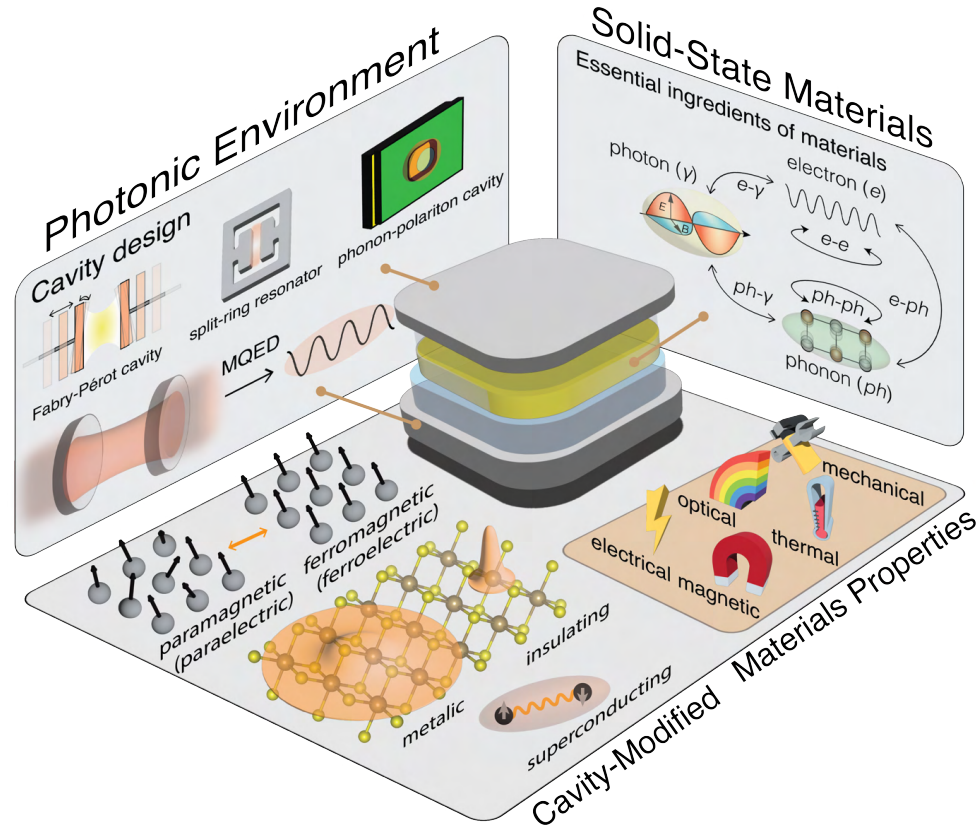 Photonic Environment
Cavity design
Fabry-Pérot cavity
split-ring resonator
phonon-polariton cavity
MQED
Solid-State Materials
Essential ingredients of materials
photon (γ)
electron (e)
e-γ
E
B
e-e
ph-γ
ph-ph
e-ph
phonon (ph)
paramagnetic
(paraelectric)
ferromagnetic
(ferroelectric)
metalic
insulating
superconducting
mechanical
optical
thermal
electrical
magnetic
Cavity-Modified Materials Properties